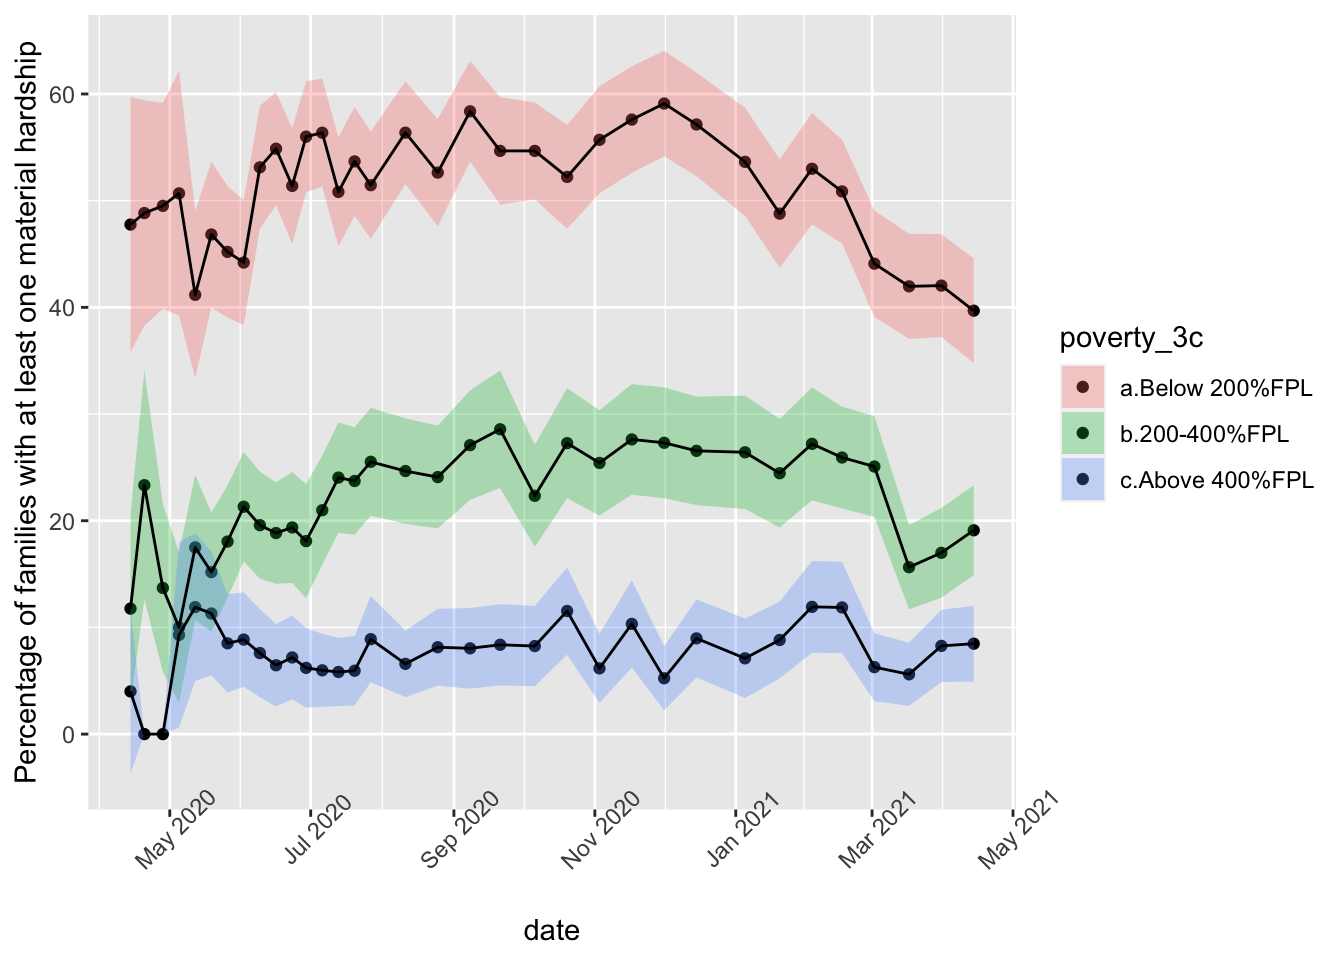 Percentage of families with at least one material hardship
60
40
20
0
May 2020
Jul 2020
Sep 2020
Nov 2020
Jan 2021
Mar 2021
May 2021
date
poverty_3c
a.Below 200%FPL
b.200-400%FPL
c.Above 400%FPL